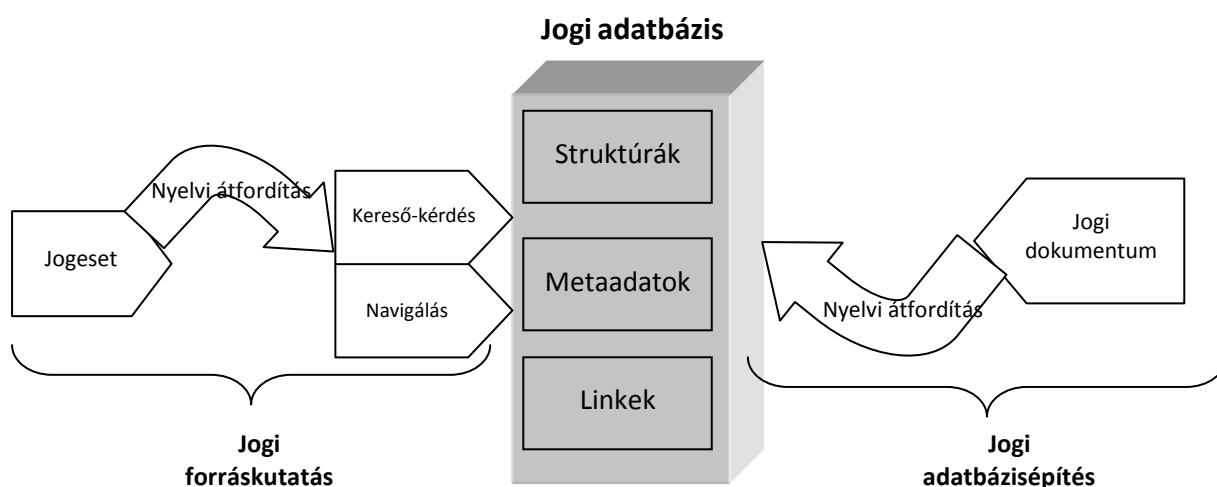 Jogi adatbázis
Struktúrák
Nyelvi átfordítás
Kereső-kérdés
Jogeset
Navigálás
Metaadatok
Linkek
Jogi
dokumentum
Nyelvi átfordítás
Jogi
forráskutatás
Jogi
adatbázisépítés